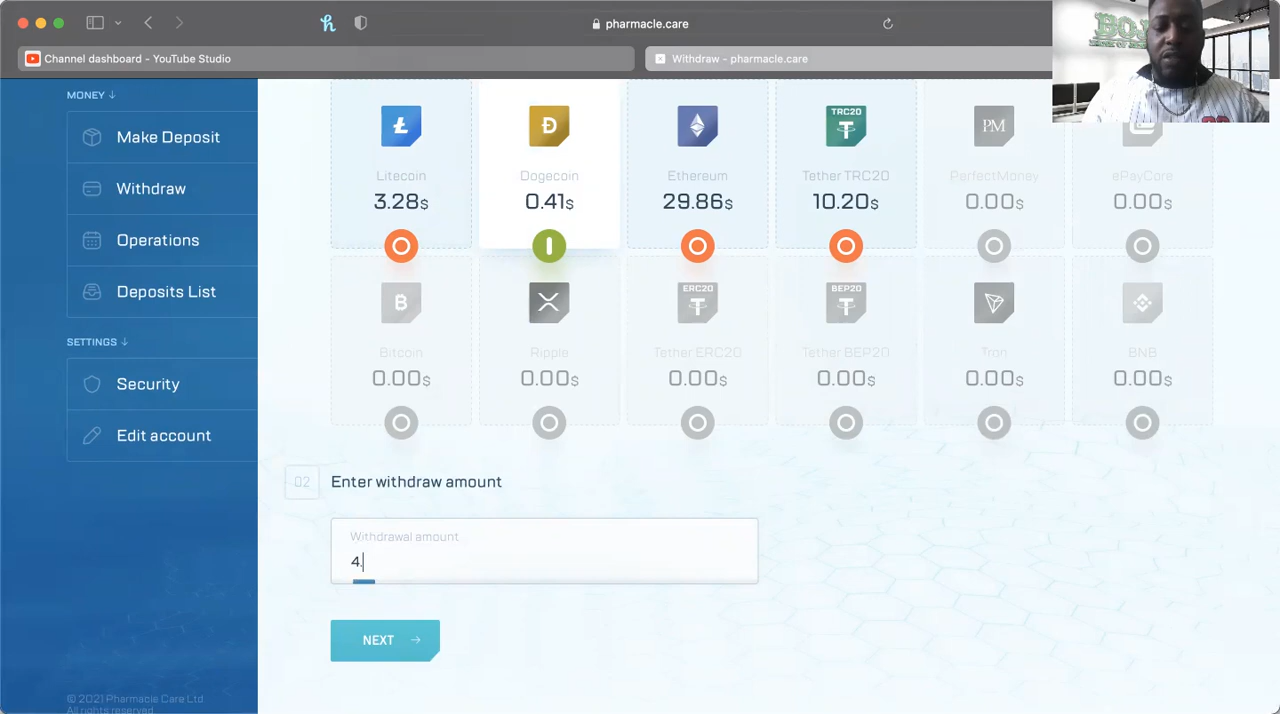 pharmacle.care
Channel dashboard - YouTube Studio
Withdraw - pharmacle.care
MONEY ↓
Make Deposit
Withdraw
Operations
Deposits List
SETTINGS ↓
Security
Edit account
© 2021 Pharmacle Care Ltd
All rights reserved
TRC20
PM
Litecoin
Dogecoin
Ethereum
Tether TRC20
PerfectMoney
ePayCore
3.28$
0.41$
29.86$
10.20$
0.00$
0.00$
ERC20
BEP20
Bitcoin
Ripple
Tether ERC20
Tether BEP20
Tron
BNB
0.00$
0.00$
0.00$
0.00$
0.00$
0.00$
02
Enter withdraw amount
Withdrawal amount
4.
NEXT →